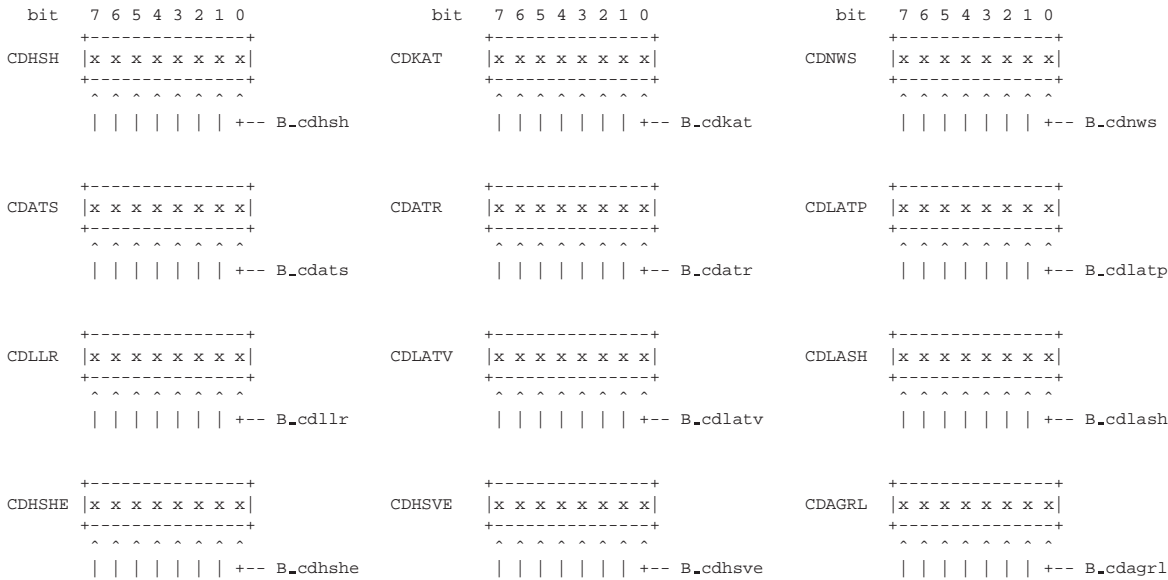 bit 7 6 5 4 3 2 1 0 bit 7 6 5 4 3 2 1 0 bit 7 6 5 4 3 2 1 0
+---------------+ +---------------+ +---------------+
CDHSH |x x x x x x x x| CDKAT |x x x x x x x x| CDNWS |x x x x x x x x|
+---------------+ +---------------+ +---------------+
^ ^ ^ ^ ^ ^ ^ ^ ^ ^ ^ ^ ^ ^ ^ ^ ^ ^ ^ ^ ^ ^ ^ ^
| | | | | | | +-- B_cdhsh | | | | | | | +-- B_cdkat | | | | | | | +-- B_cdnws
+---------------+ +---------------+ +---------------+
CDATS |x x x x x x x x| CDATR |x x x x x x x x| CDLATP |x x x x x x x x|
+---------------+ +---------------+ +---------------+
^ ^ ^ ^ ^ ^ ^ ^ ^ ^ ^ ^ ^ ^ ^ ^ ^ ^ ^ ^ ^ ^ ^ ^
| | | | | | | +-- B_cdats | | | | | | | +-- B_cdatr | | | | | | | +-- B_cdlatp
+---------------+ +---------------+ +---------------+
CDLLR |x x x x x x x x| CDLATV |x x x x x x x x| CDLASH |x x x x x x x x|
+---------------+ +---------------+ +---------------+
^ ^ ^ ^ ^ ^ ^ ^ ^ ^ ^ ^ ^ ^ ^ ^ ^ ^ ^ ^ ^ ^ ^ ^
| | | | | | | +-- B_cdllr | | | | | | | +-- B_cdlatv | | | | | | | +-- B_cdlash
+---------------+ +---------------+ +---------------+
CDHSHE |x x x x x x x x| CDHSVE |x x x x x x x x| CDAGRL |x x x x x x x x|
+---------------+ +---------------+ +---------------+
^ ^ ^ ^ ^ ^ ^ ^ ^ ^ ^ ^ ^ ^ ^ ^ ^ ^ ^ ^ ^ ^ ^ ^
| | | | | | | +-- B_cdhshe | | | | | | | +-- B_cdhsve | | | | | | | +-- B_cdagrl